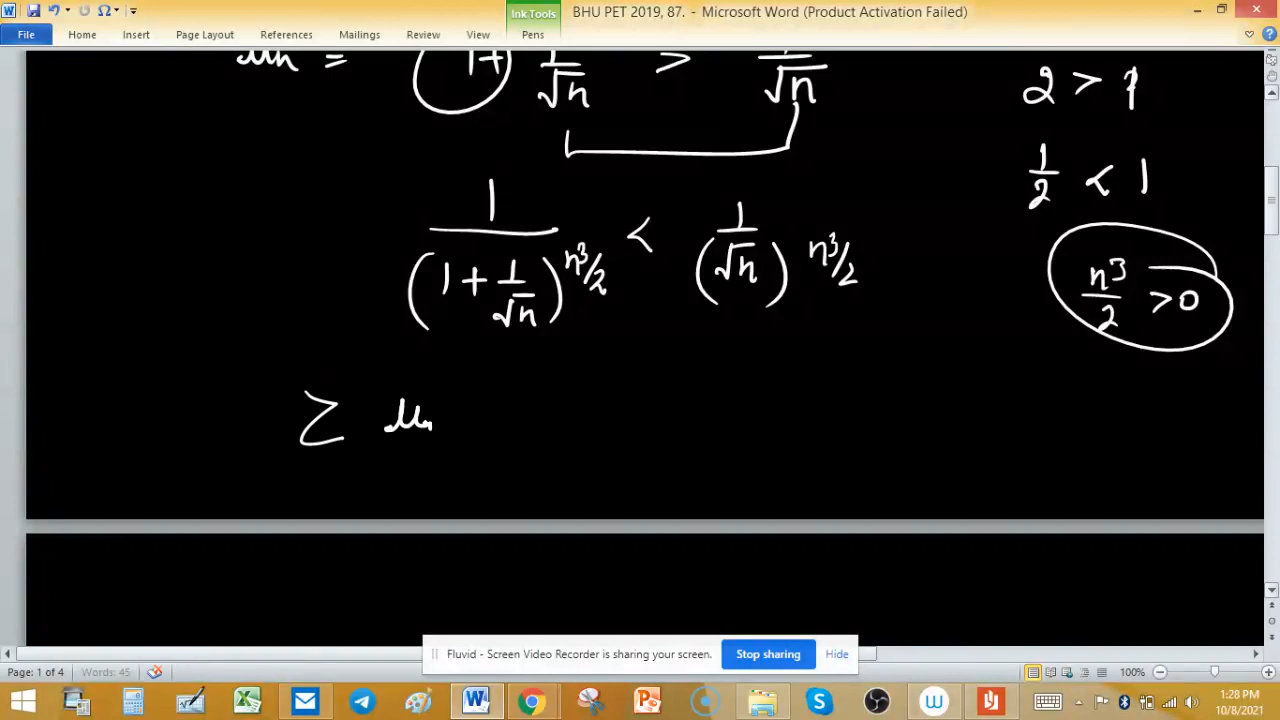 Ink Tools
BHU PET 2019, 87. - Microsoft Word (Product Activation Failed)
File Home Insert Page Layout References Mailings Review View Pens
un = 1+ 1/√n > 1/√n
2 > 1
1/2 < 1
1/(1+1/√n)^n³/2 < 1/(√n)^n³/2
n³/2 >0
Σ un
Fluvid - Screen Video Recorder is sharing your screen. Stop sharing Hide
Page: 1 of 4 Words: 45 100%
1:28 PM
10/8/2021